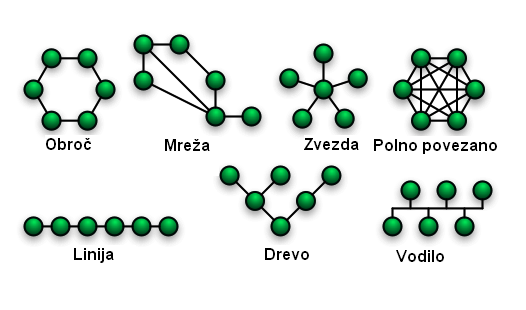 Obroč
Mreža
Zvezda
Polno povezano
Linija
Drevo
Vodilo